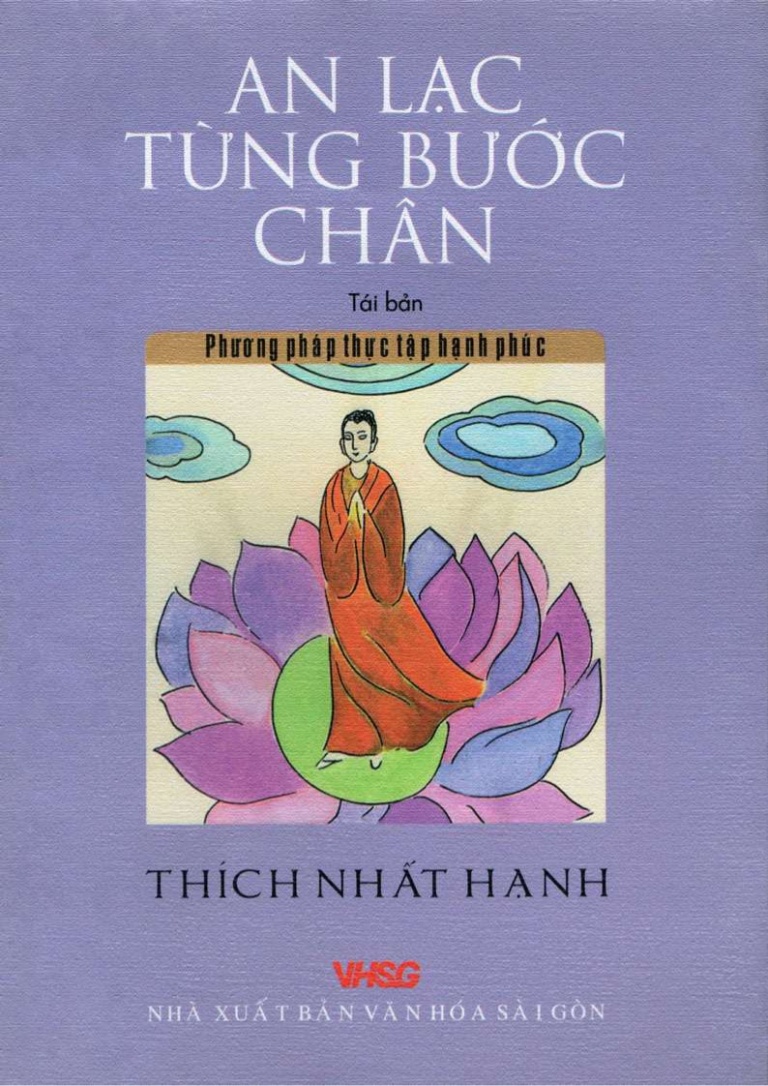 AN LẠC
TỪNG BƯỚC
CHÂN
Tái bản
Phương pháp thực tập hạnh phúc
THÍCH NHẤT HẠNH
VHSG
NHÀ XUẤT BẢN VĂN HÓA SÀI GÒN